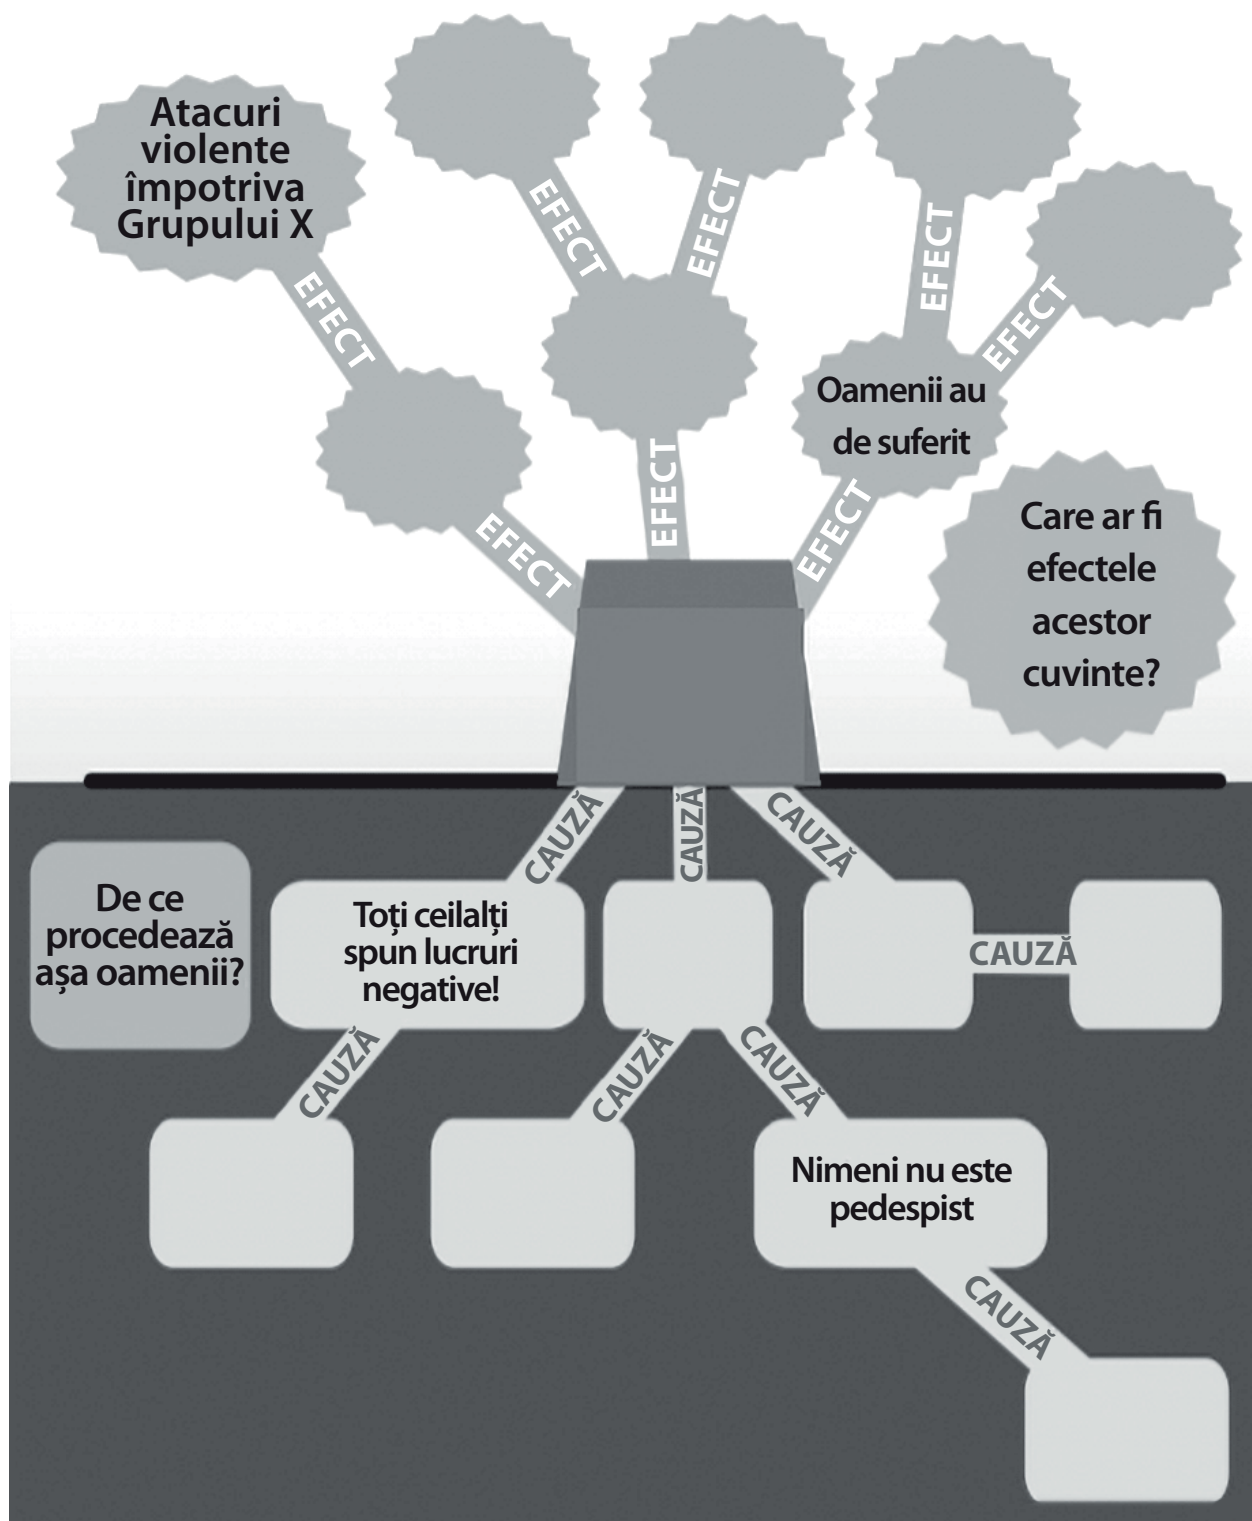 Atacuri
violente
împotriva
Grupului X
EFECT
EFECT
EFECT
EFECT
EFECT
Oamenii au
de suferit
EFECT
EFECT
EFECT
Care ar fi
efectele
acestor
cuvinte?
CAUZĂ
CAUZĂ
CAUZĂ
De ce
procedează
așa oamenii?
Toți ceilalți
spun lucruri
negative!
CAUZĂ
CAUZĂ
CAUZĂ
CAUZĂ
Nimeni nu este
pedespist
CAUZĂ